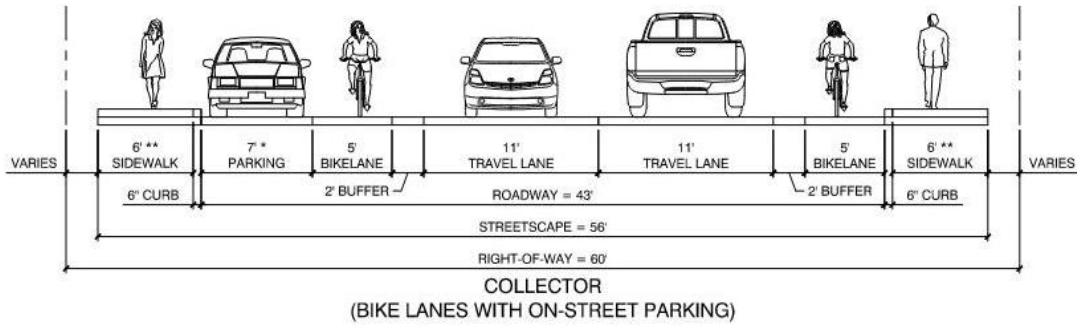 6' ** 7' * 5' 11' 11' 5' 6' **
VARIES SIDEWALK PARKING BIKELANE TRAVEL LANE TRAVEL LANE BIKELANE SIDEWALK VARIES
2' BUFFER 2' BUFFER
6" CURB ROADWAY = 43' 6" CURB
STREETSCAPE = 56'
RIGHT-OF-WAY = 60'
COLLECTOR
(BIKE LANES WITH ON-STREET PARKING)